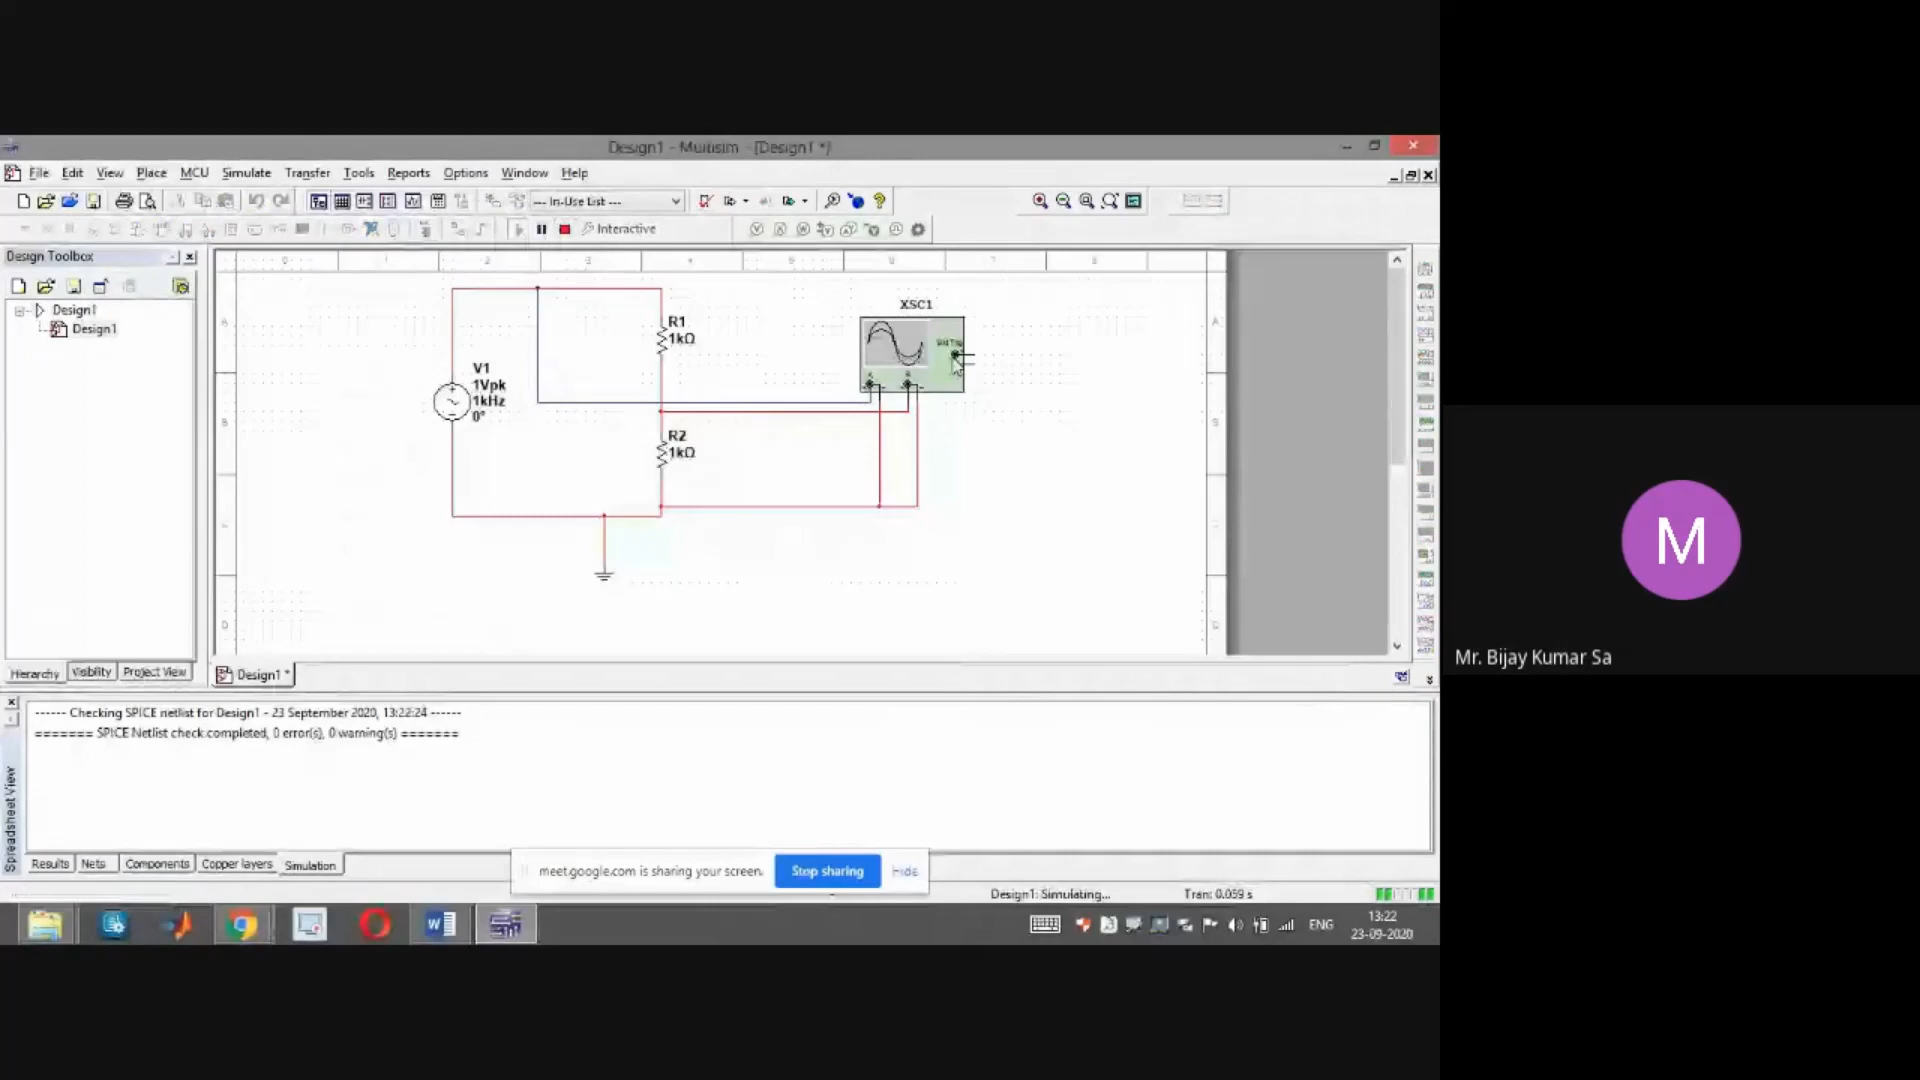 Design1 - Multisim - [Design1 *]
File Edit View Place MCU Simulate Transfer Tools Reports Options Window Help
--- In-Use List ---
Interactive
Design Toolbox
Design1
Design1
Hierarchy Visibility Project View
XSC1
R1
1kΩ
V1
1Vpk
1kHz
0°
R2
1kΩ
A
B
Design1 *
------ Checking SPICE netlist for Design1 - 23 September 2020, 13:22:24 ------
======= SPICE Netlist check completed, 0 error(s), 0 warning(s) =======
Spreadsheet View
Results Nets Components Copper layers Simulation
meet.google.com is sharing your screen. Stop sharing Hide
Design1: Simulating... Tran: 0.059 s
ENG
13:22
23-09-2020
M
Mr. Bijay Kumar Sa